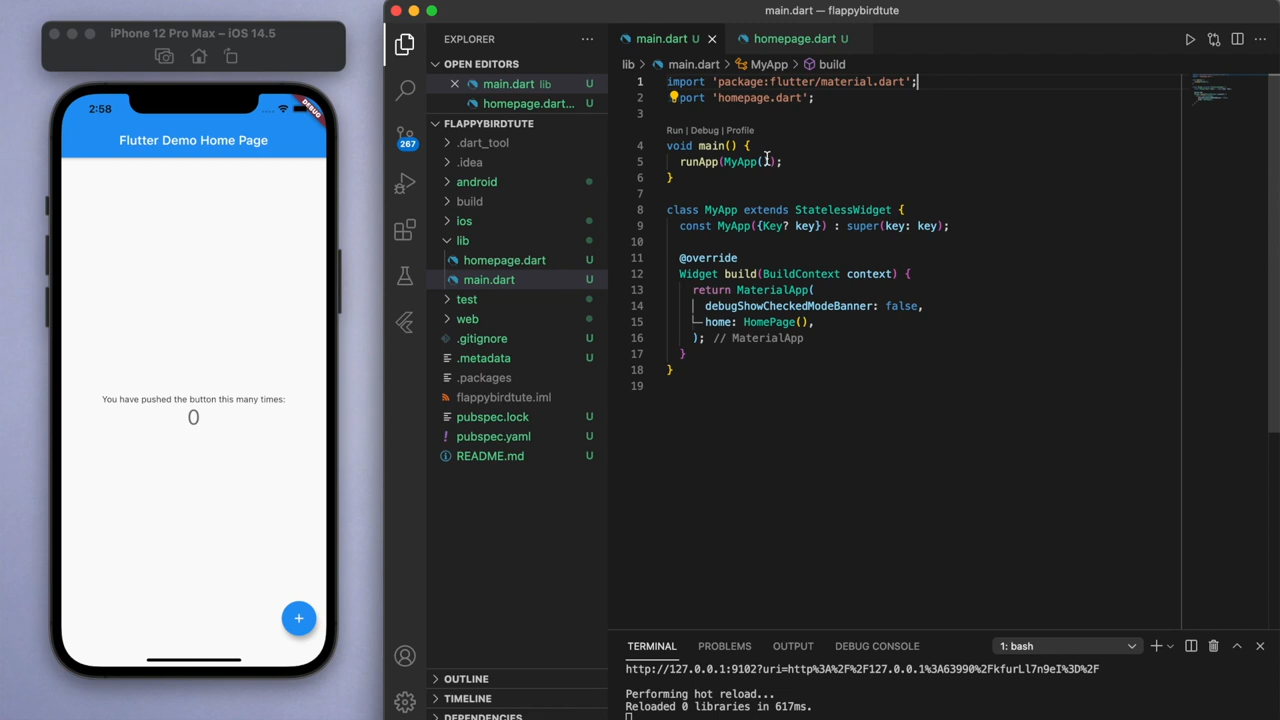 iPhone 12 Pro Max – iOS 14.5
2:58
DEBUG
Flutter Demo Home Page
You have pushed the button this many times:
0
+
main.dart — flappybirdtute
EXPLORER
OPEN EDITORS
main.dart lib U
homepage.dart... U
FLAPPYBIRDTUTE
.dart_tool
.idea
android
build
ios
lib
homepage.dart U
main.dart U
test
web
.gitignore U
.metadata U
.packages
flappybirdtute.iml
pubspec.lock U
pubspec.yaml U
README.md U
OUTLINE
TIMELINE
DEPENDENCIES
267
main.dart U
homepage.dart U
lib > main.dart > MyApp > build
1 import 'package:flutter/material.dart';
2 port 'homepage.dart';
3
Run | Debug | Profile
4 void main() {
5 runApp(MyApp());
6 }
7
8 class MyApp extends StatelessWidget {
9 const MyApp({Key? key}) : super(key: key);
10
11 @override
12 Widget build(BuildContext context) {
13 return MaterialApp(
14 debugShowCheckedModeBanner: false,
15 home: HomePage(),
16 ); // MaterialApp
17 }
18 }
19
TERMINAL PROBLEMS OUTPUT DEBUG CONSOLE 1: bash
http://127.0.0.1:9102?uri=http%3A%2F%2F127.0.0.1%3A63990%2FkfurLl7n9eI%3D%2F
Performing hot reload...
Reloaded 0 libraries in 617ms.